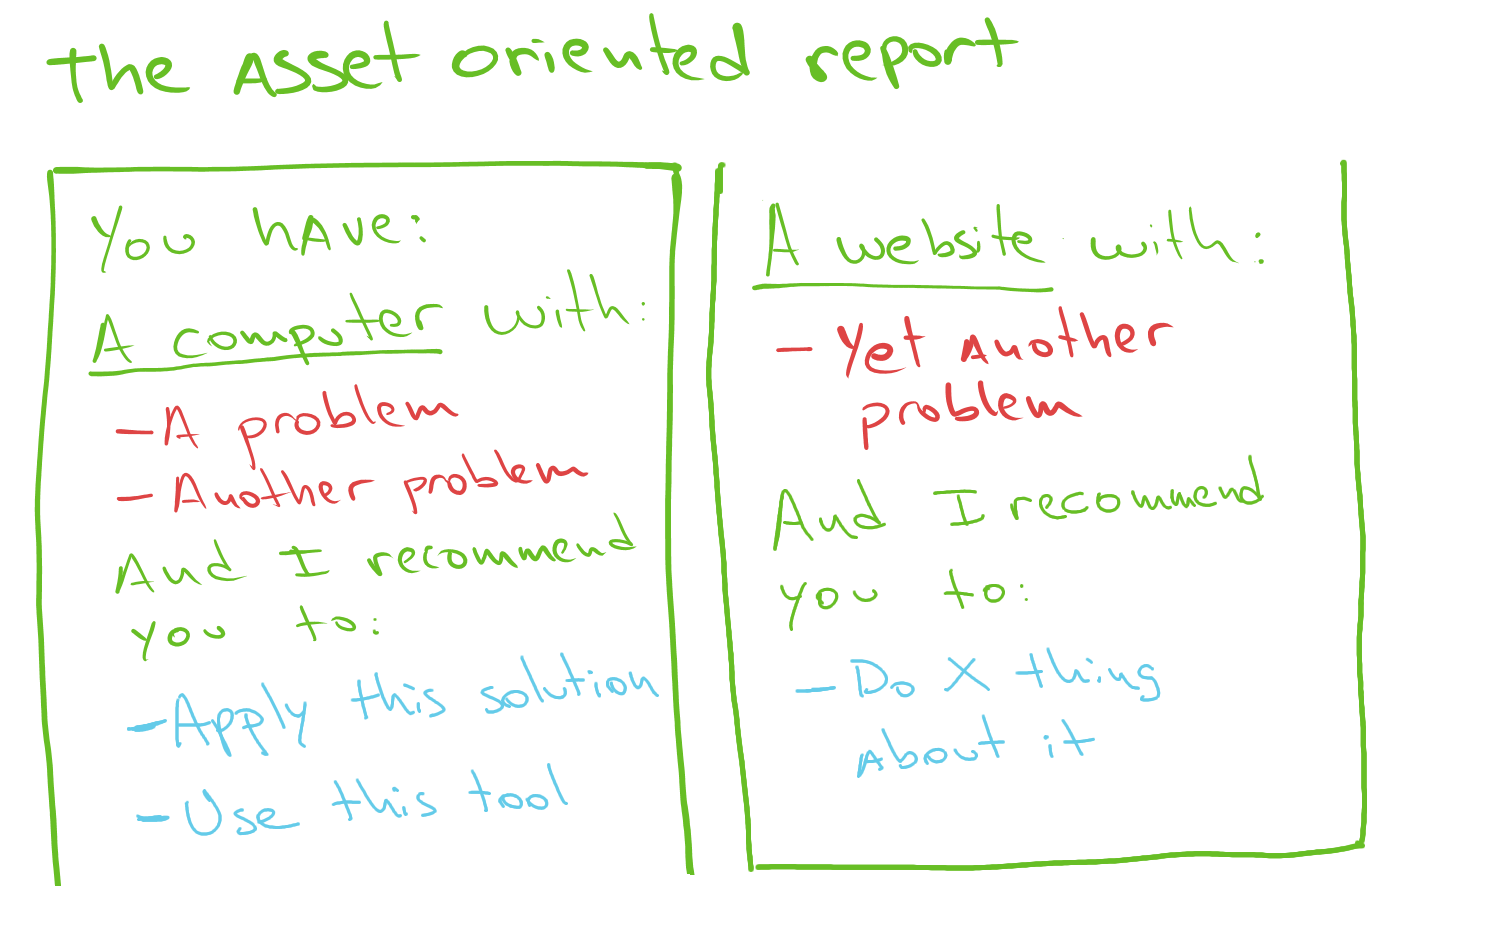 the Asset oriented report
You have:
A computer with:
- A problem
- Another problem
And I recommend
you to:
- Apply this solution
- Use this tool
A website with:
- Yet Another
problem
And I recommend
you to:
- Do X thing
About it